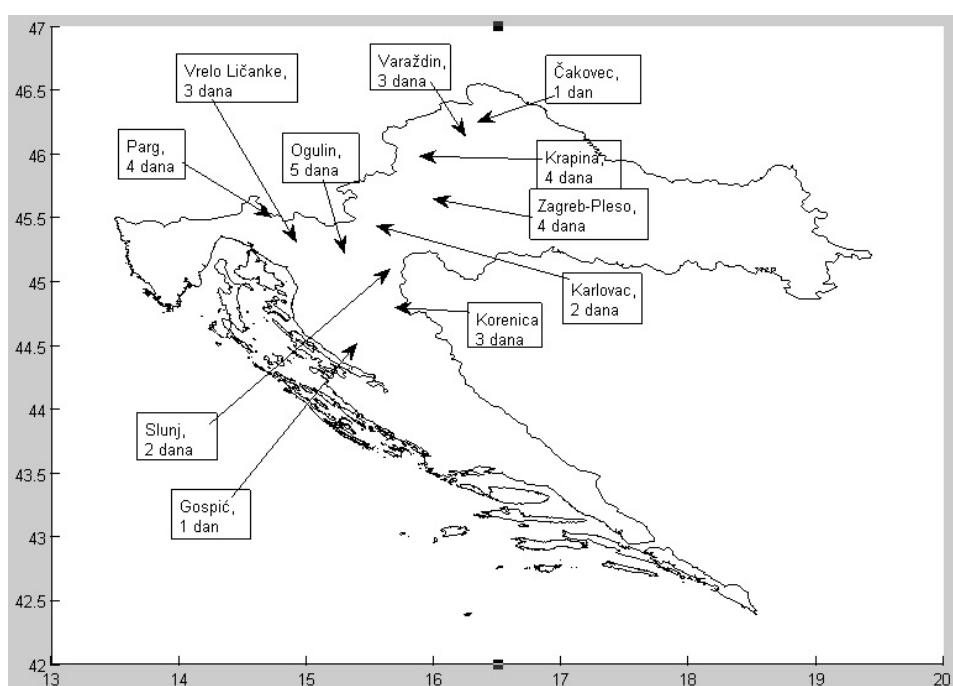 47
46.5
46
45.5
45
44.5
44
43.5
43
42.5
42
13
14
15
16
17
18
19
20
Vrelo Ličanke,
3 dana
Varaždin,
3 dana
Čakovec,
1 dan
Parg,
4 dana
Ogulin,
5 dana
Krapina,
4 dana
Zagreb-Pleso,
4 dana
Karlovac,
2 dana
Korenica
3 dana
Slunj,
2 dana
Gospić,
1 dan